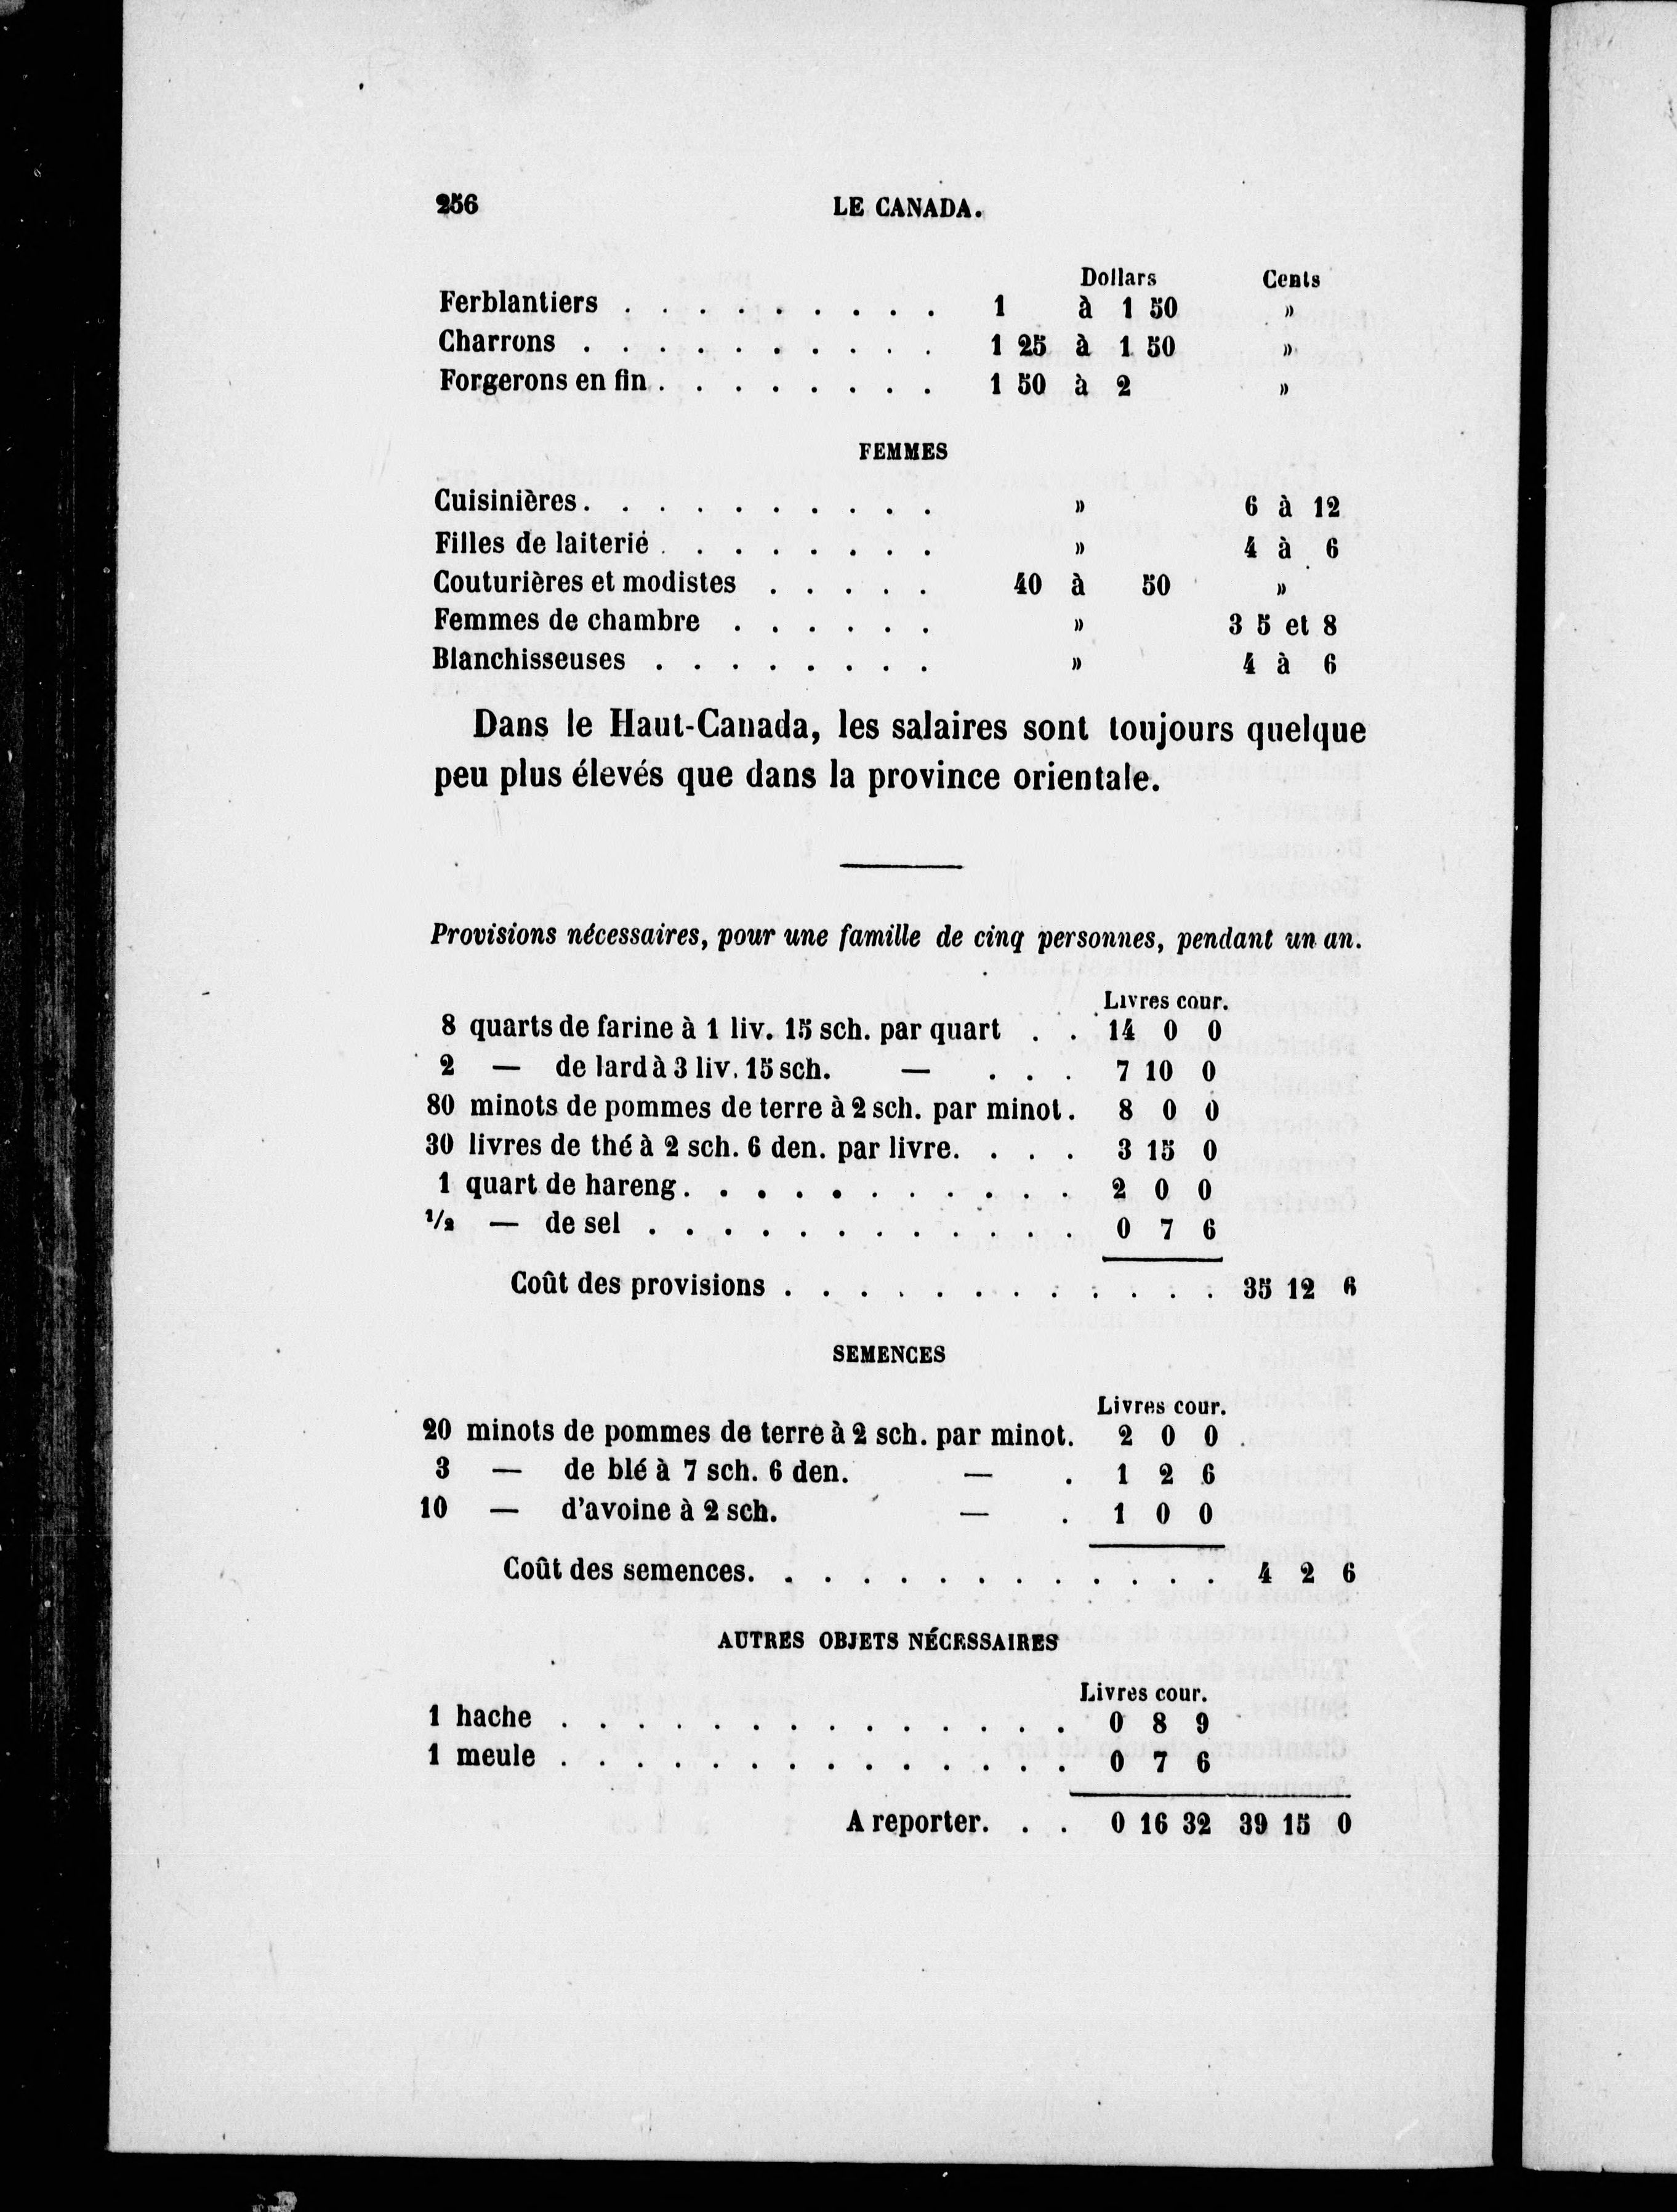 256 LE CANADA.
Dollars Cents
Ferblantiers . . . . . . . . . 1 à 1 50 »
Charrons . . . . . . . . . . 1 25 à 1 50 »
Forgerons en fin . . . . . . . . 1 50 à 2 »
FEMMES
Cuisinières . . . . . . . . . . » 6 à 12
Filles de laiterie . . . . . . . . » 4 à 6
Couturières et modistes . . . . . 40 à 50 »
Femmes de chambre . . . . . . » 3 5 et 8
Blanchisseuses . . . . . . . . » 4 à 6
Dans le Haut-Canada, les salaires sont toujours quelque
peu plus élevés que dans la province orientale.
Provisions nécessaires, pour une famille de cinq personnes, pendant un an.
Livres cour.
8 quarts de farine à 1 liv. 15 sch. par quart . . 14 0 0
2 — de lard à 3 liv. 15 sch. — . . . 7 10 0
80 minots de pommes de terre à 2 sch. par minot. 8 0 0
30 livres de thé à 2 sch. 6 den. par livre. . . . 3 15 0
1 quart de hareng . . . . . . . . . . . 2 0 0
1/2 — de sel . . . . . . . . . . . . 0 7 6
Coût des provisions . . . . . . . . . . . . 35 12 6
SEMENCES
Livres cour.
20 minots de pommes de terre à 2 sch. par minot. 2 0 0
3 — de blé à 7 sch. 6 den. — . 1 2 6
10 — d'avoine à 2 sch. — . 1 0 0
Coût des semences. . . . . . . . . . . . . 4 2 6
AUTRES OBJETS NÉCESSAIRES
Livres cour.
1 hache . . . . . . . . . . . . . . 0 8 9
1 meule . . . . . . . . . . . . . . 0 7 6
A reporter. . . 0 16 32 39 15 0